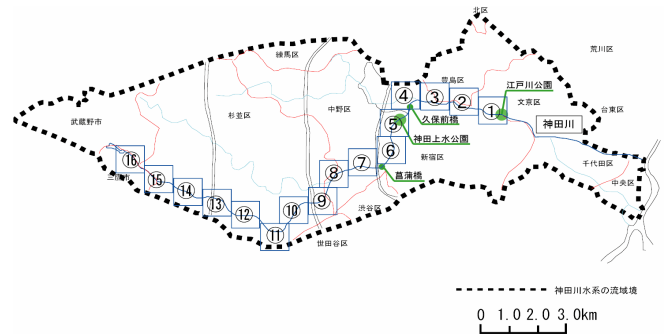 北区
練馬区
荒川区
豊島区
江戸川公園
武蔵野市
杉並区
中野区
④
③
②
①
文京区
台東区
久保前橋
神田川
⑤
神田上水公園
新宿区
⑥
千代田区
⑯
三鷹市
⑮
⑭
⑬
⑫
⑪
⑩
⑨
⑧
⑦
菖蒲橋
中央区
渋谷区
世田谷区
神田川水系の流域境
0 1.0 2.0 3.0km